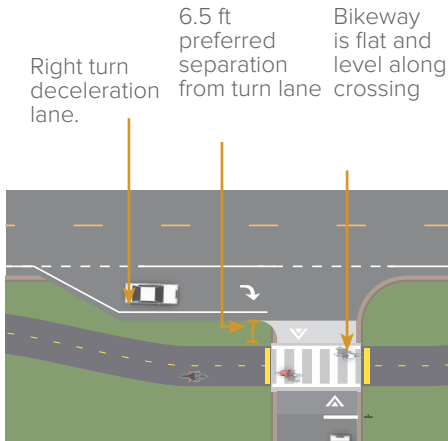 Right turn
deceleration
lane.
6.5 ft
preferred
separation
from turn lane
Bikeway
is flat and
level along
crossing